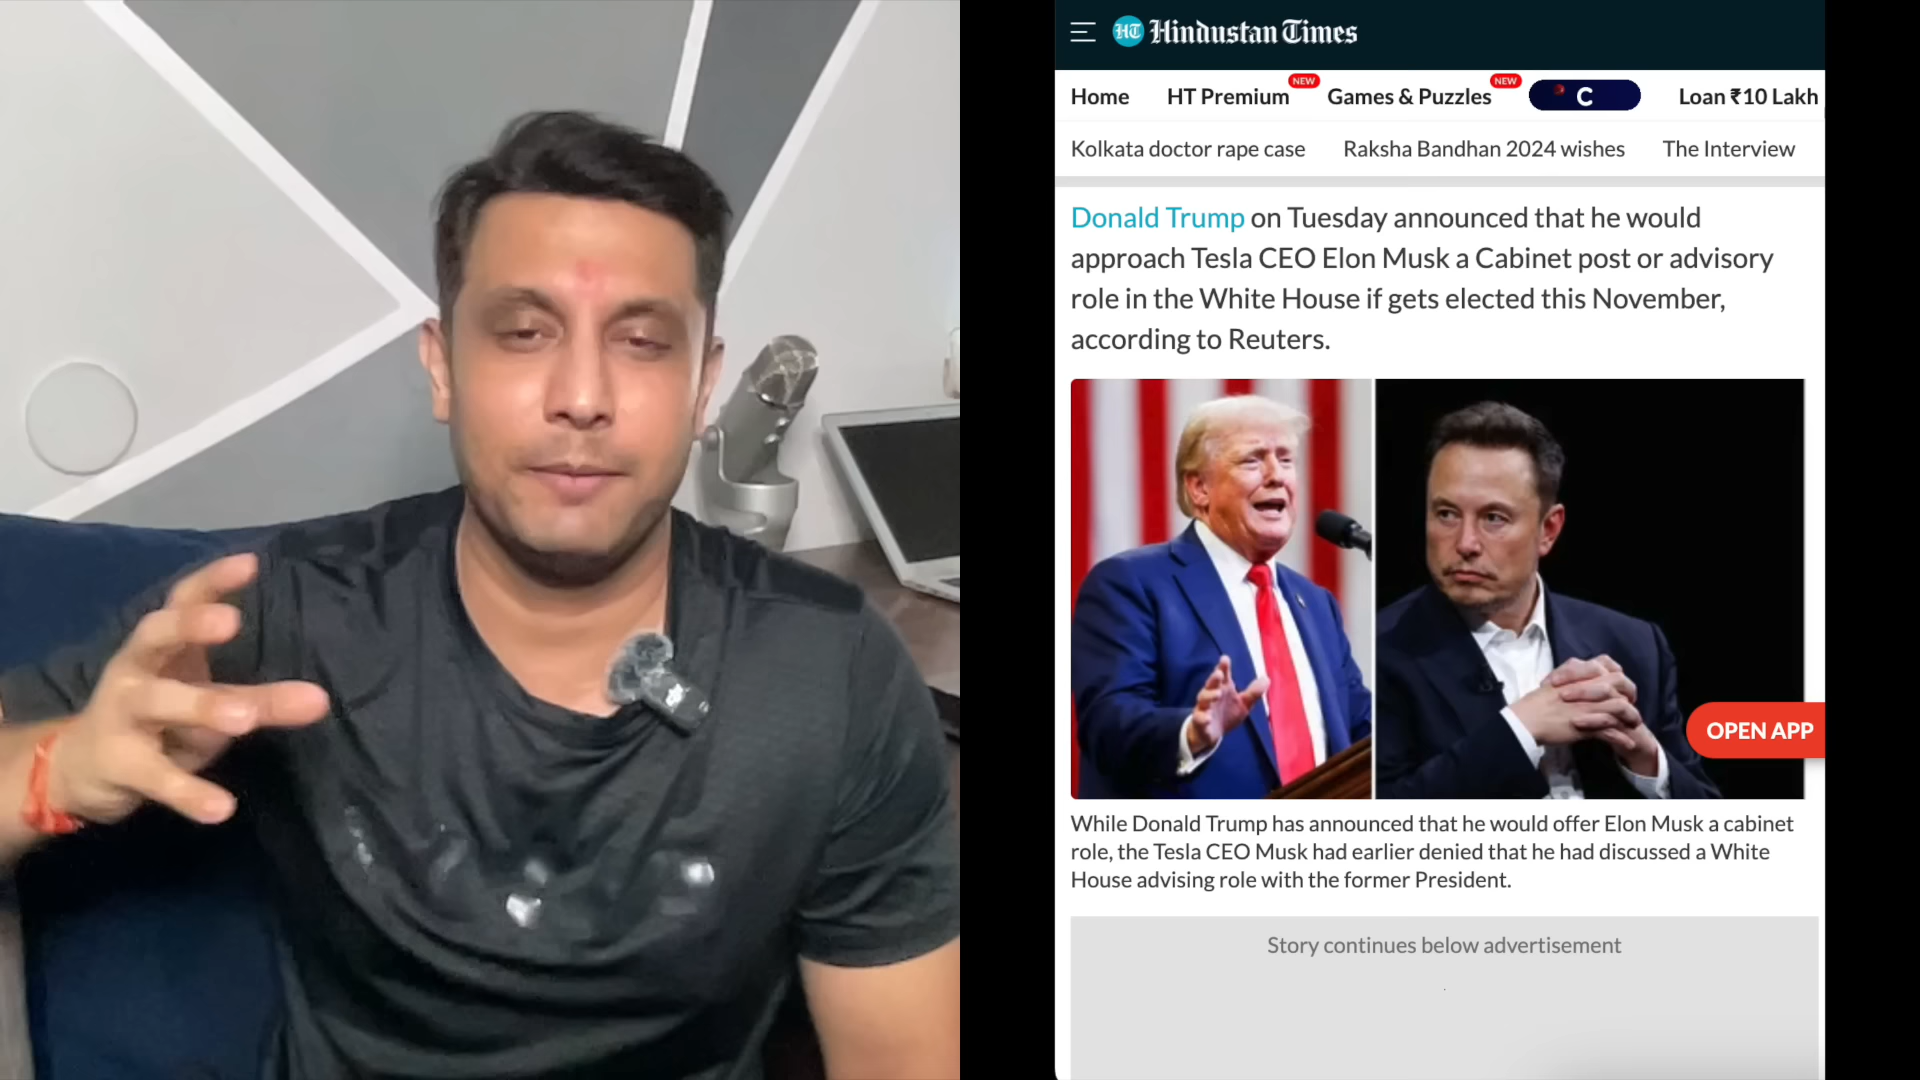 HT Hindustan Times
NEW NEW
Home HT Premium Games & Puzzles C Loan ₹10 Lakh
Kolkata doctor rape case Raksha Bandhan 2024 wishes The Interview
Donald Trump on Tuesday announced that he would
approach Tesla CEO Elon Musk a Cabinet post or advisory
role in the White House if gets elected this November,
according to Reuters.
OPEN APP
While Donald Trump has announced that he would offer Elon Musk a cabinet
role, the Tesla CEO Musk had earlier denied that he had discussed a White
House advising role with the former President.
Story continues below advertisement